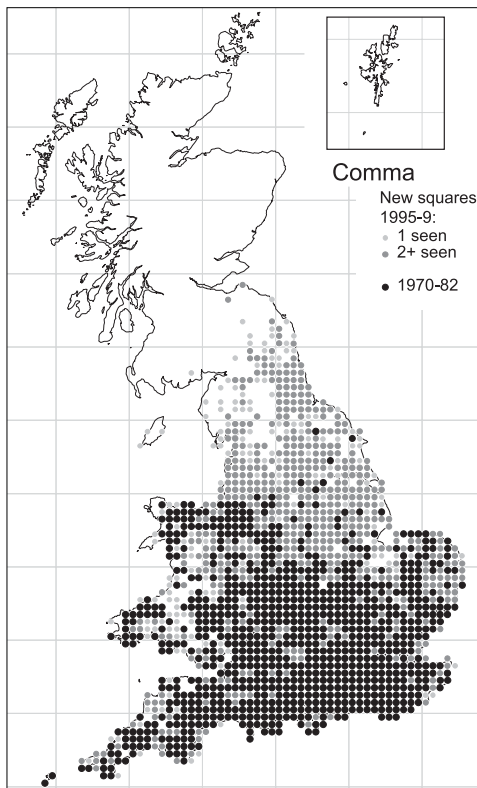 Comma
New squares
1995-9:
1 seen
2+ seen
1970-82